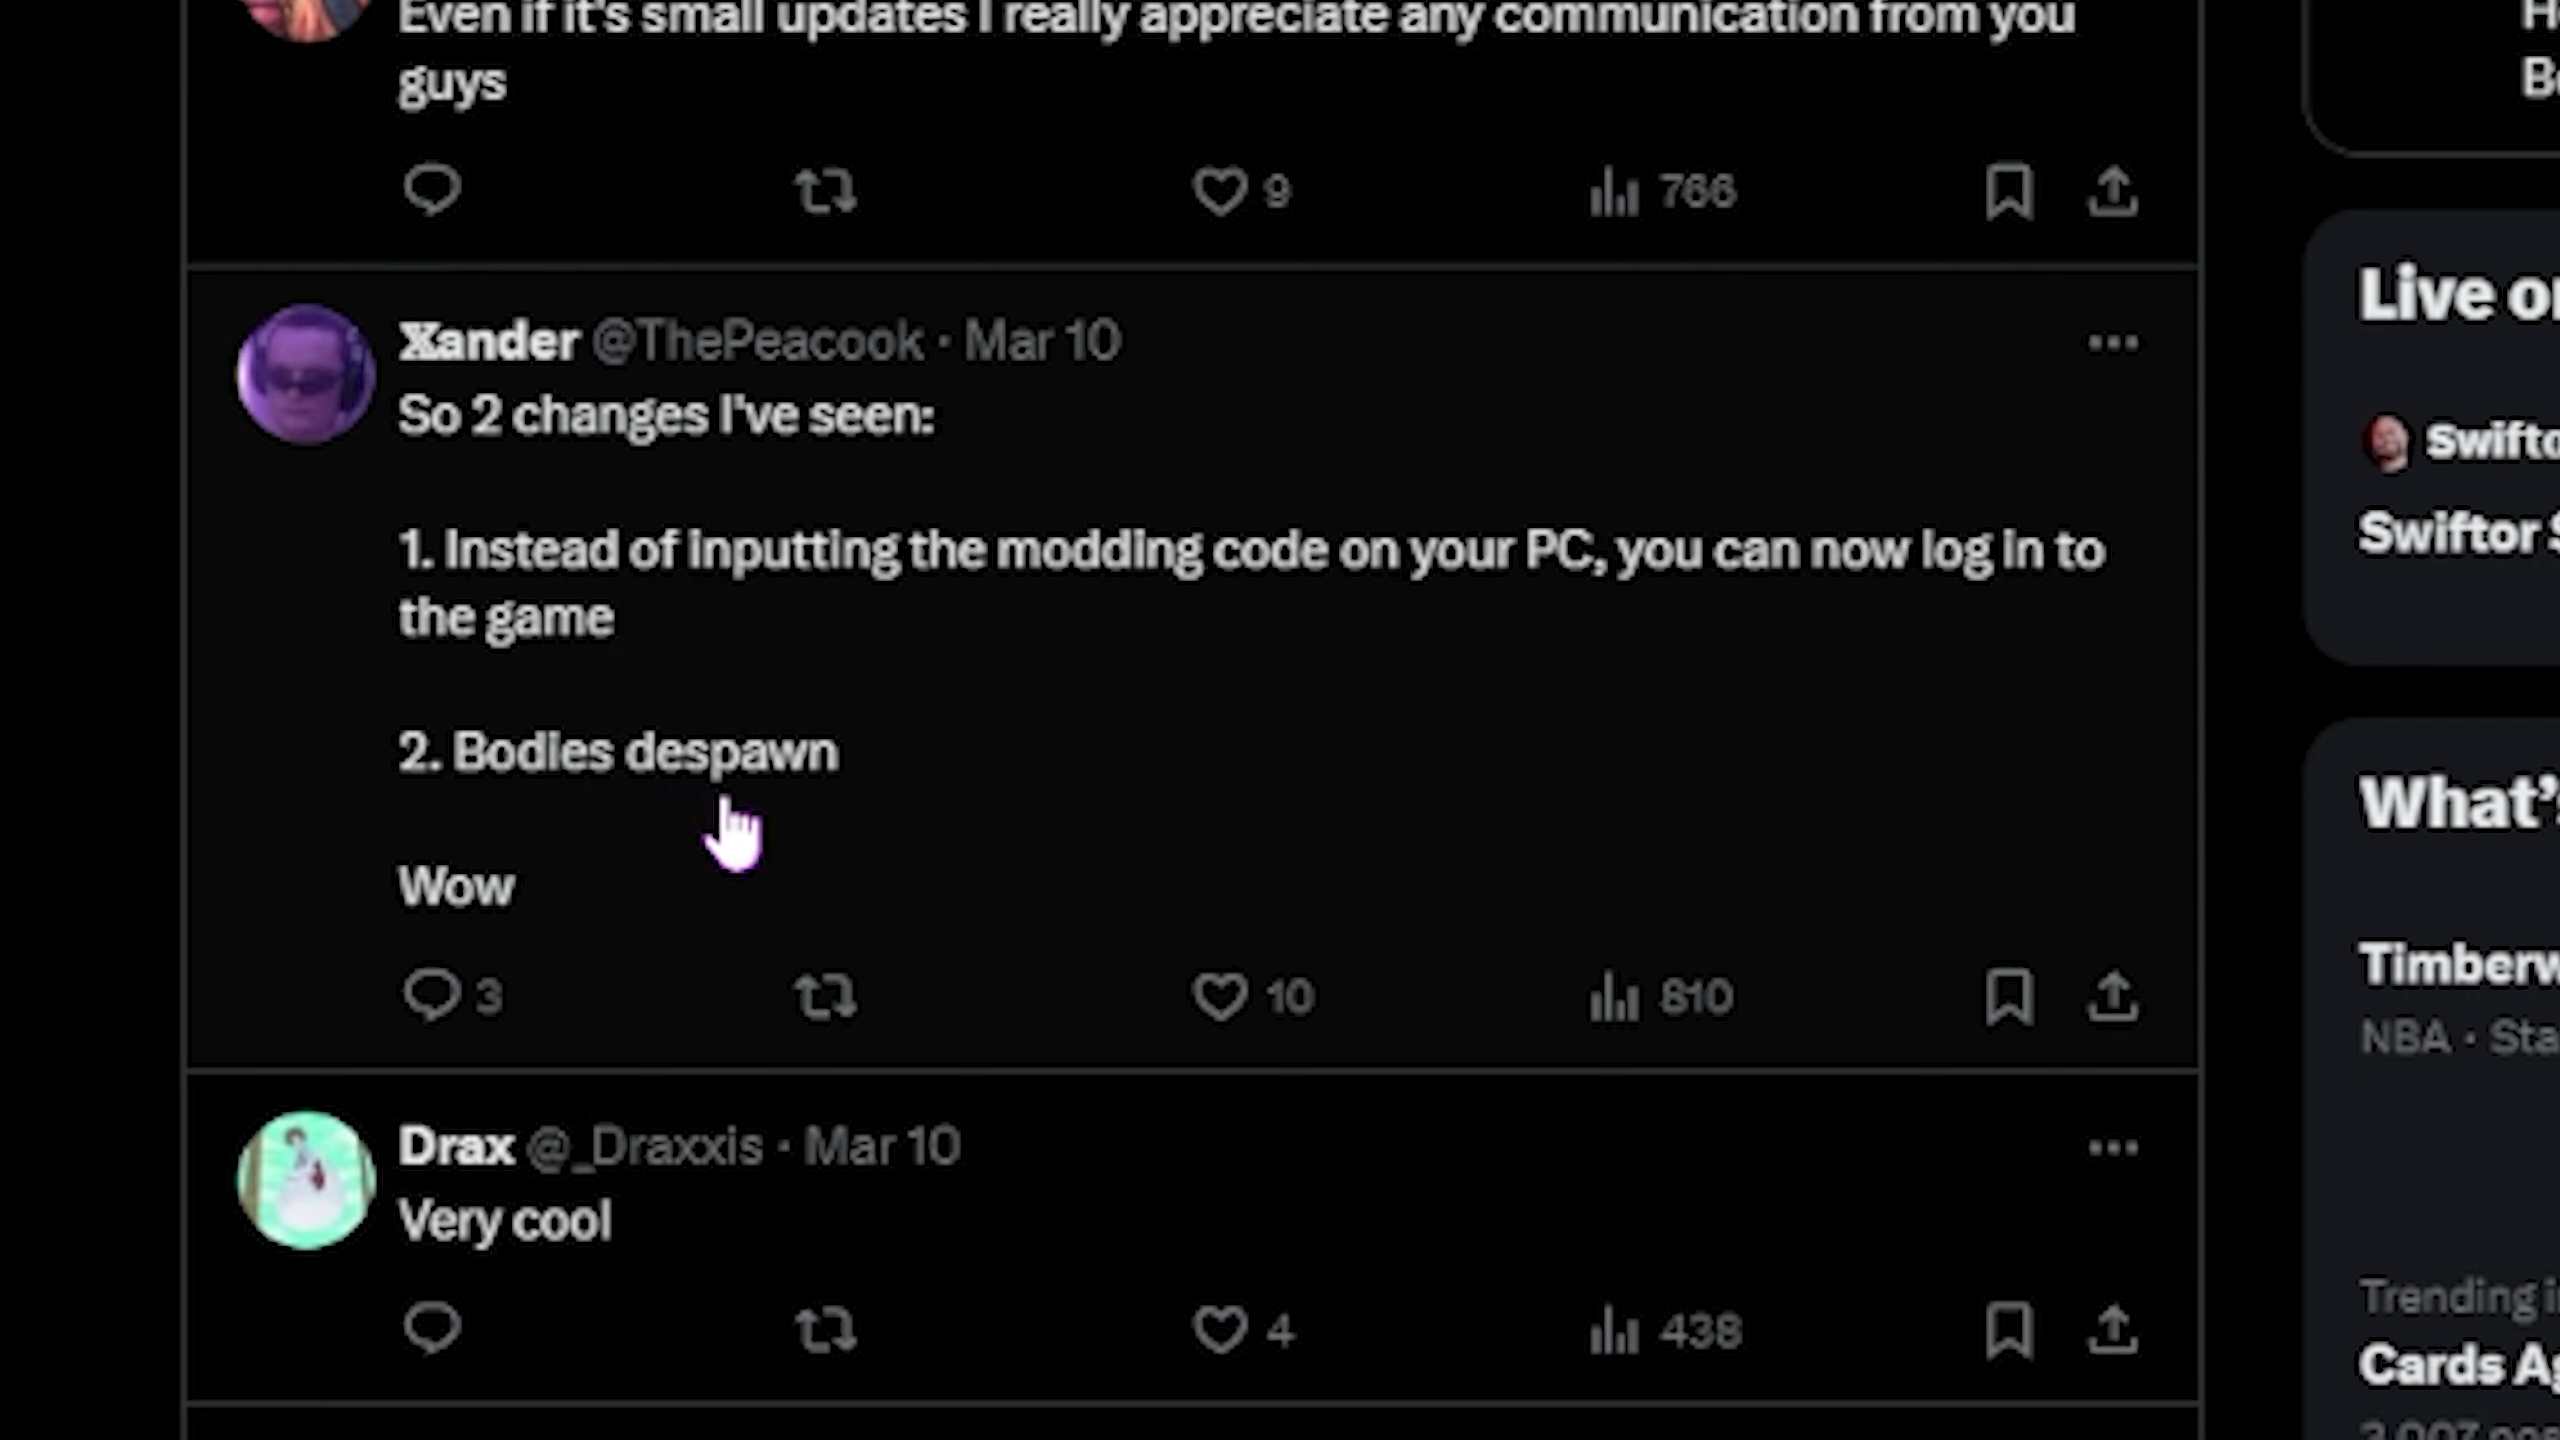 Even if it's small updates I really appreciate any communication from you
guys
9
766
Xander @ThePeacook · Mar 10
So 2 changes I've seen:
1. Instead of inputting the modding code on your PC, you can now log in to
the game
2. Bodies despawn
Wow
3
10
810
Drax @_Draxxis · Mar 10
Very cool
4
438
Live
Swiftor
What's
NBA ·
Trending
Cards